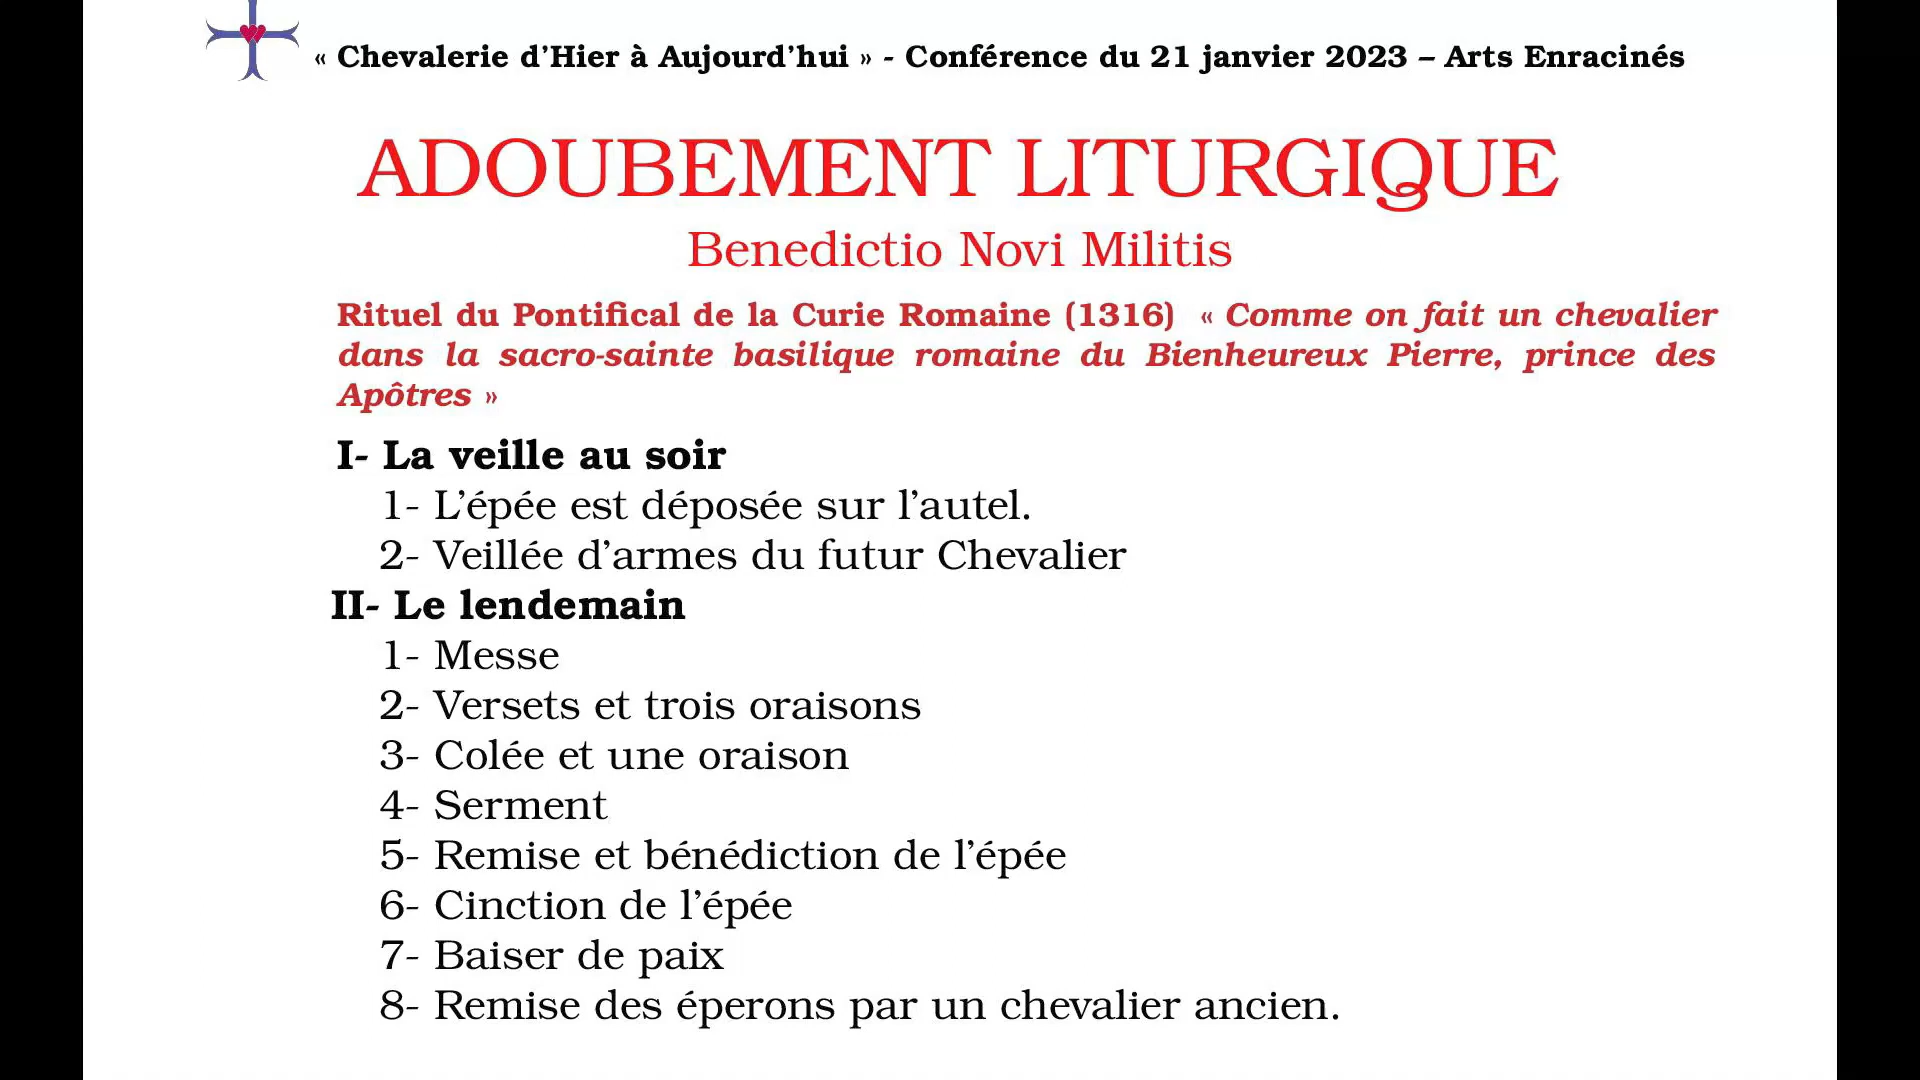 « Chevalerie d’Hier à Aujourd’hui » - Conférence du 21 janvier 2023 – Arts Enracinés
ADOUBEMENT LITURGIQUE
Benedictio Novi Militis
Rituel du Pontifical de la Curie Romaine (1316) « Comme on fait un chevalier
dans la sacro-sainte basilique romaine du Bienheureux Pierre, prince des
Apôtres »
I- La veille au soir
1- L’épée est déposée sur l’autel.
2- Veillée d’armes du futur Chevalier
II- Le lendemain
1- Messe
2- Versets et trois oraisons
3- Colée et une oraison
4- Serment
5- Remise et bénédiction de l’épée
6- Cinction de l’épée
7- Baiser de paix
8- Remise des éperons par un chevalier ancien.